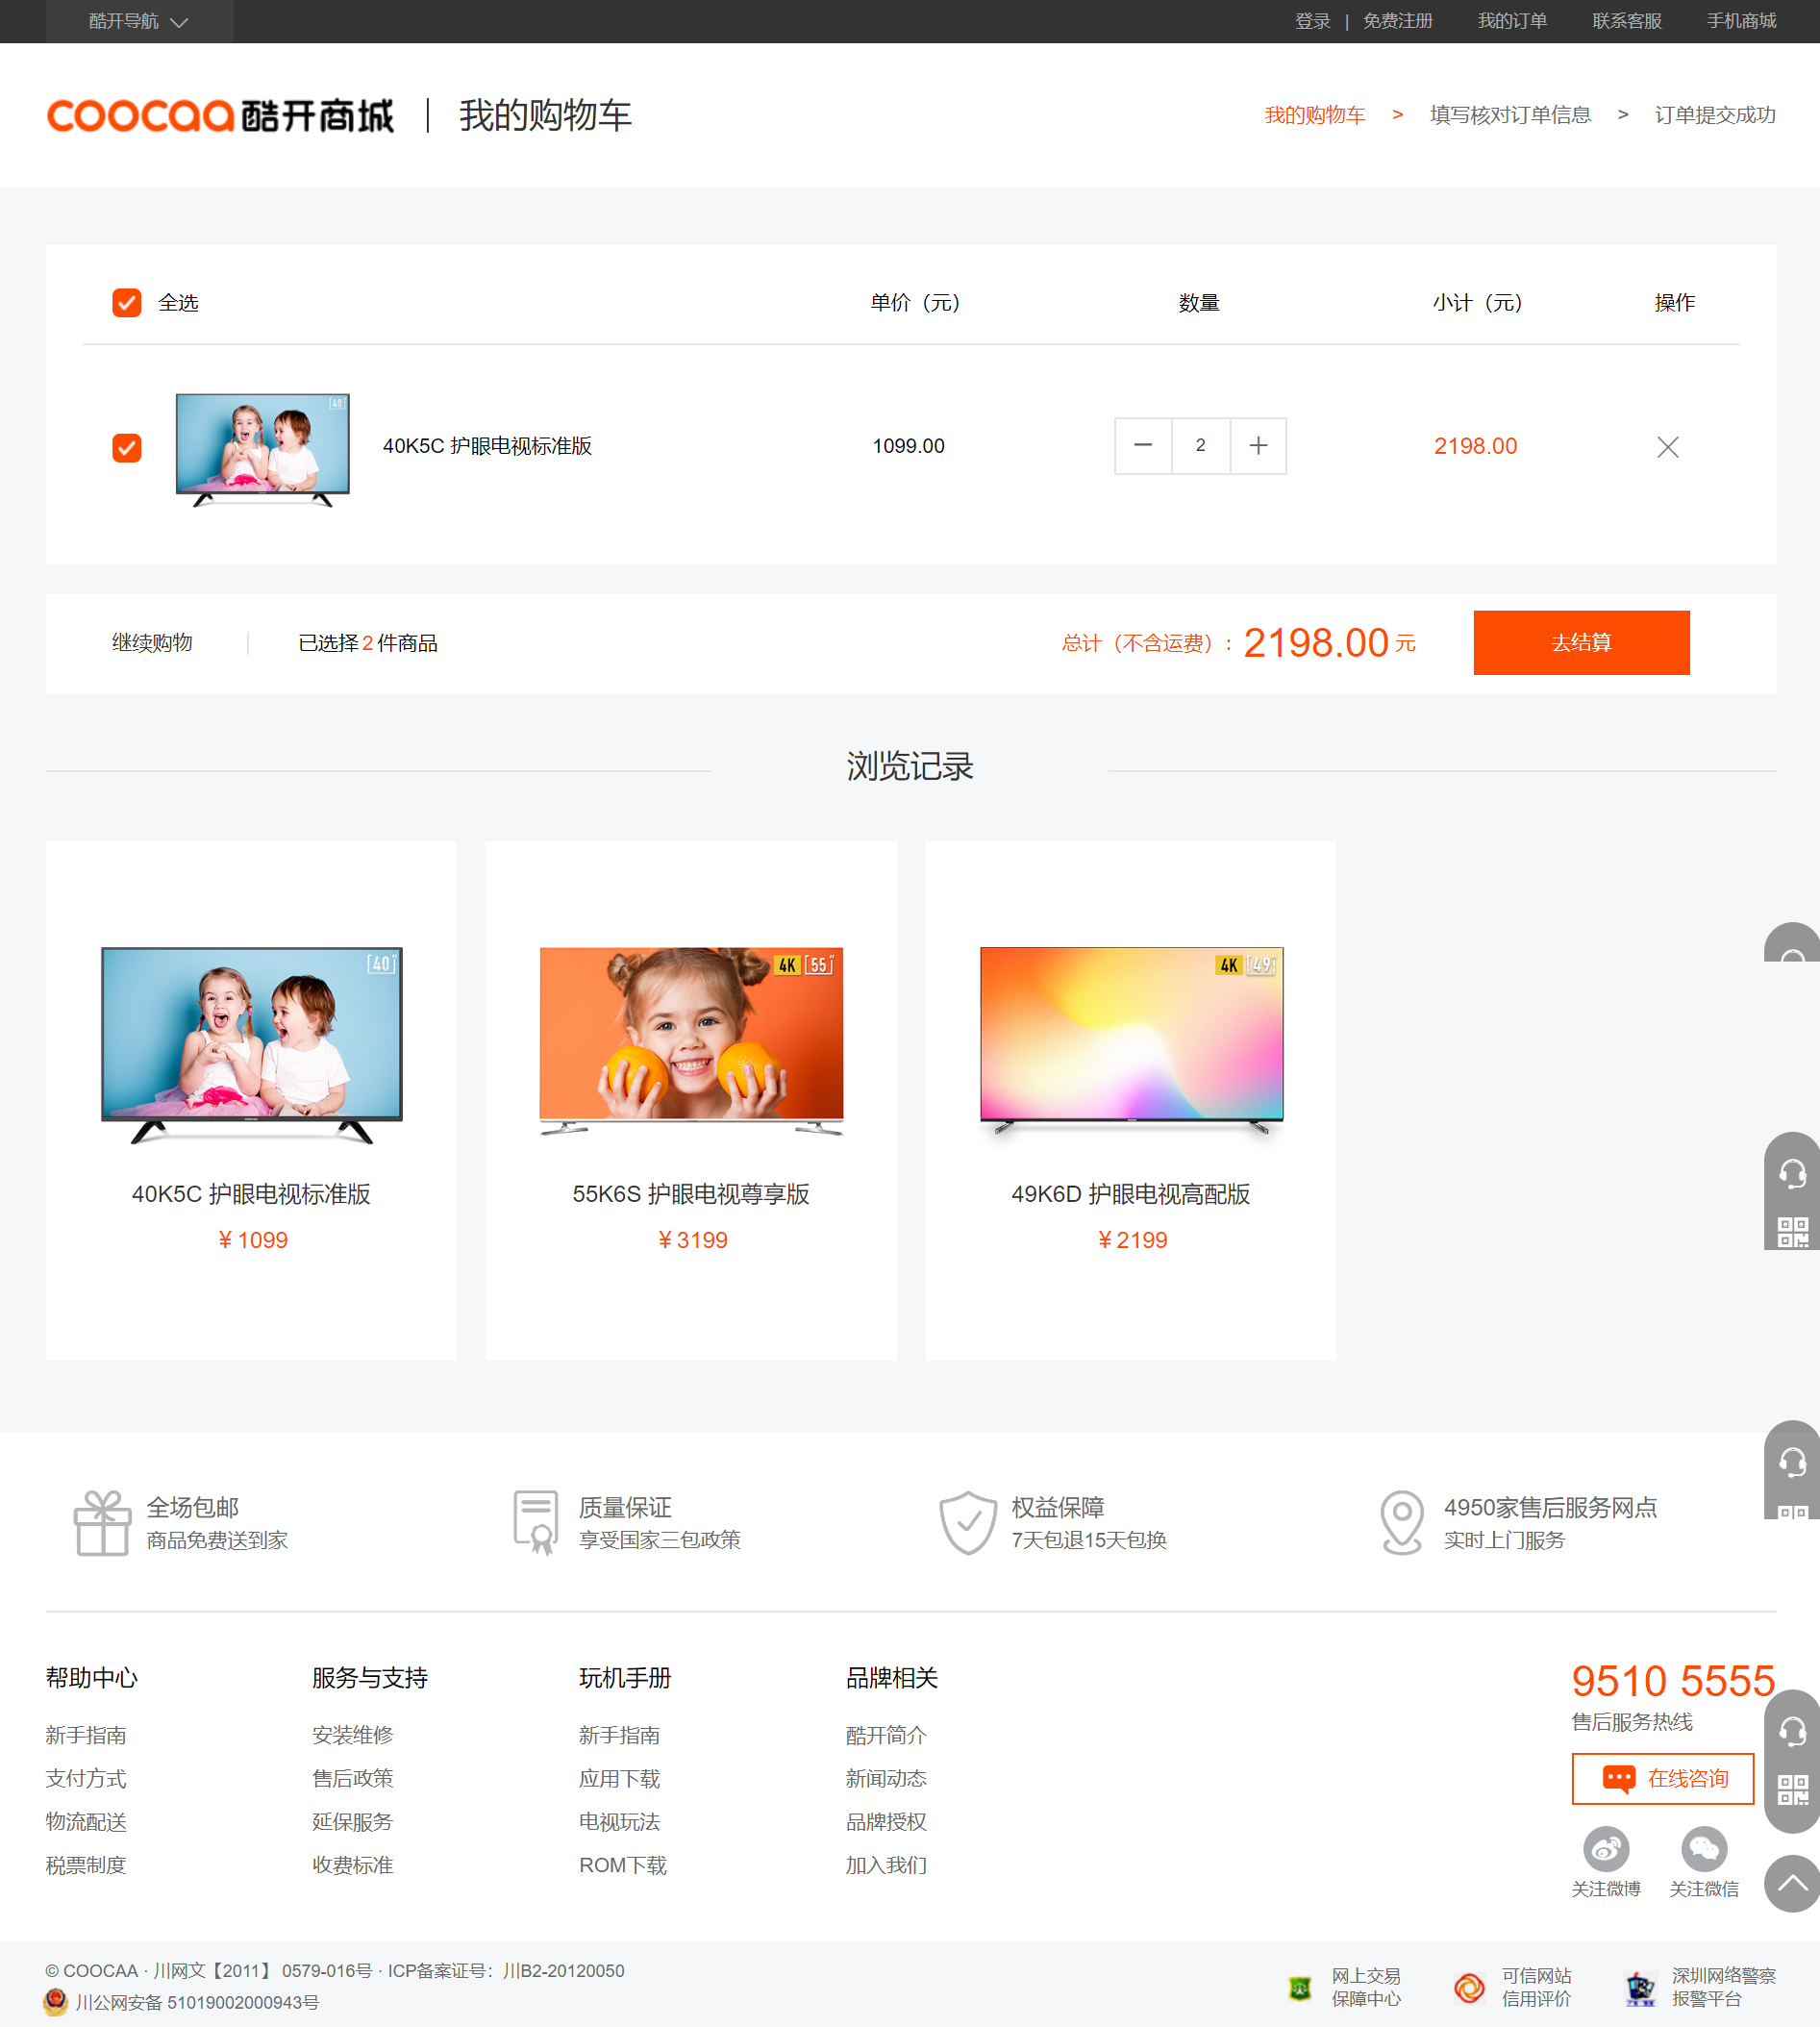 酷开导航
登录 | 免费注册 我的订单 联系客服 手机商城
coocaa酷开商城 | 我的购物车
我的购物车 > 填写核对订单信息 > 订单提交成功
全选 单价（元） 数量 小计（元） 操作
[40]
40K5C 护眼电视标准版 1099.00 2 2198.00
继续购物 已选择 2 件商品 总计（不含运费）: 2198.00 元 去结算
浏览记录
[40]" 4K [55]" 4K [49]"
40K5C 护眼电视标准版 55K6S 护眼电视尊享版 49K6D 护眼电视高配版
¥ 1099 ¥ 3199 ¥ 2199
全场包邮 质量保证 权益保障 4950家售后服务网点
商品免费送到家 享受国家三包政策 7天包退15天包换 实时上门服务
帮助中心 服务与支持 玩机手册 品牌相关 9510 5555
售后服务热线
新手指南 安装维修 新手指南 酷开简介
支付方式 售后政策 应用下载 新闻动态 在线咨询
物流配送 延保服务 电视玩法 品牌授权
税票制度 收费标准 ROM下载 加入我们
关注微博 关注微信
© COOCAA · 川网文【2011】 0579-016号 · ICP备案证号：川B2-20120050
川公网安备 51019002000943号
网上交易 可信网站 深圳网络警察
保障中心 信用评价 报警平台